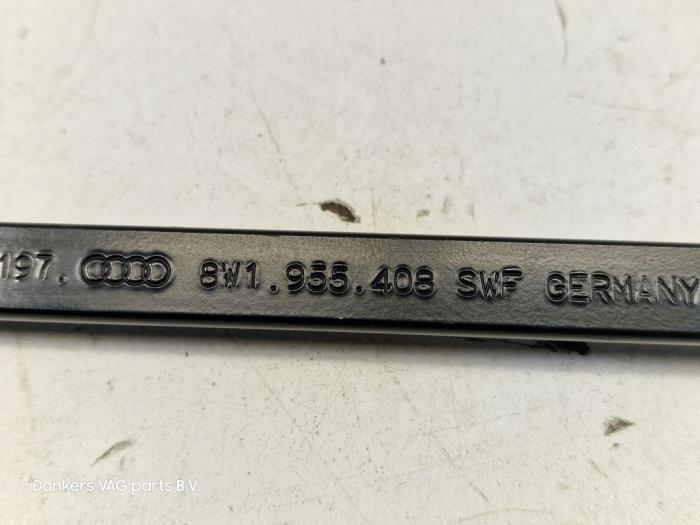 197. 8W1.955.408 SWF GERMANY
Donkers VAG parts B.V.